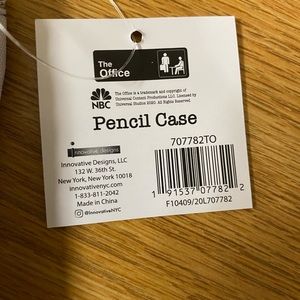 The
Office
NBC
The Office is a trademark and copyright of
Universal Content Productions LLC. Licensed by
Universal Studios 2020. All Rights Reserved.
Pencil Case
innovative designs
Innovative Designs, LLC
132 W. 36th St.
New York, New York 10018
innovativenyc.com
1-833-811-2042
Made in China
@InnovativeNYC
707782TO
1 91537 07782 2
F10409/20L707782